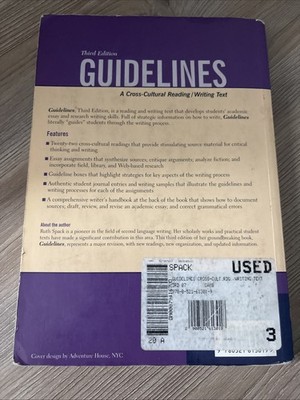 Third Edition
GUIDELINES
A Cross-Cultural Reading/Writing Text
Guidelines, Third Edition, is a reading and writing text that develops students' academic
essay and research writing skills. Full of strategic information on how to write, Guidelines
literally "guides" students through the writing process.
Features
Twenty-two cross-cultural readings that provide stimulating source material for critical
thinking and writing
Essay assignments that synthesize sources; critique arguments; analyze fiction; and
incorporate field, library, and Web-based research
Guideline boxes that highlight strategies for key aspects of the writing process
Authentic student journal entries and writing samples that illustrate the guidelines and
writing processes for each of the assignments
A comprehensive writer's handbook at the back of the book that shows how to document
sources; draft, review, and revise an academic essay; and correct grammatical errors
About the author
Ruth Spack is a pioneer in the field of second language writing. Her scholarly works and practical student
texts have made a significant contribution in this area. This third edition of her groundbreaking book,
Guidelines, represents a major revision, with new readings, new organization, and updated information.
SPACK
USED
20 A
3
Cover design by Adventure House, NYC